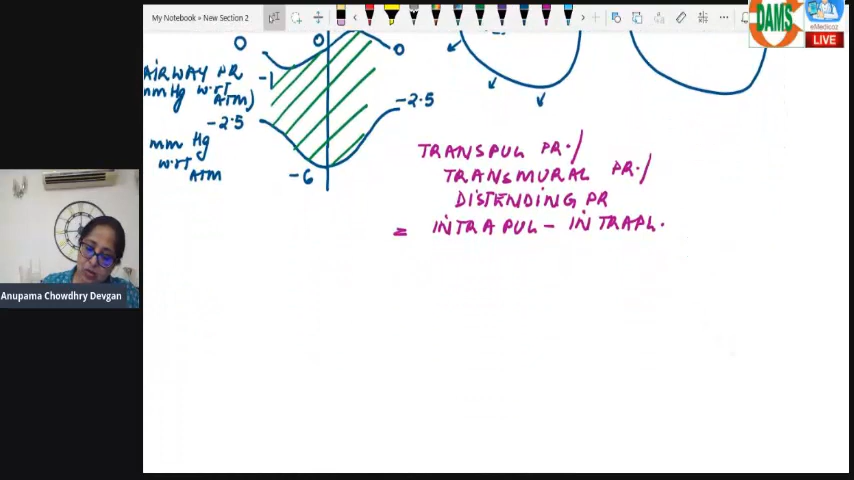 My Notebook » New Section 2
DAMS
eMedicoz
LIVE
0
0
0
AIRWAY PR
mm Hg w.r.t
ATM)
-1
-2.5
-2.5
mm Hg
w.r.t
ATM
-6
TRANSPUL PR./
TRANSMURAL PR./
DISTENDING PR
= INTRAPUL - INTRAPL.
Anupama Chowdhry Devgan